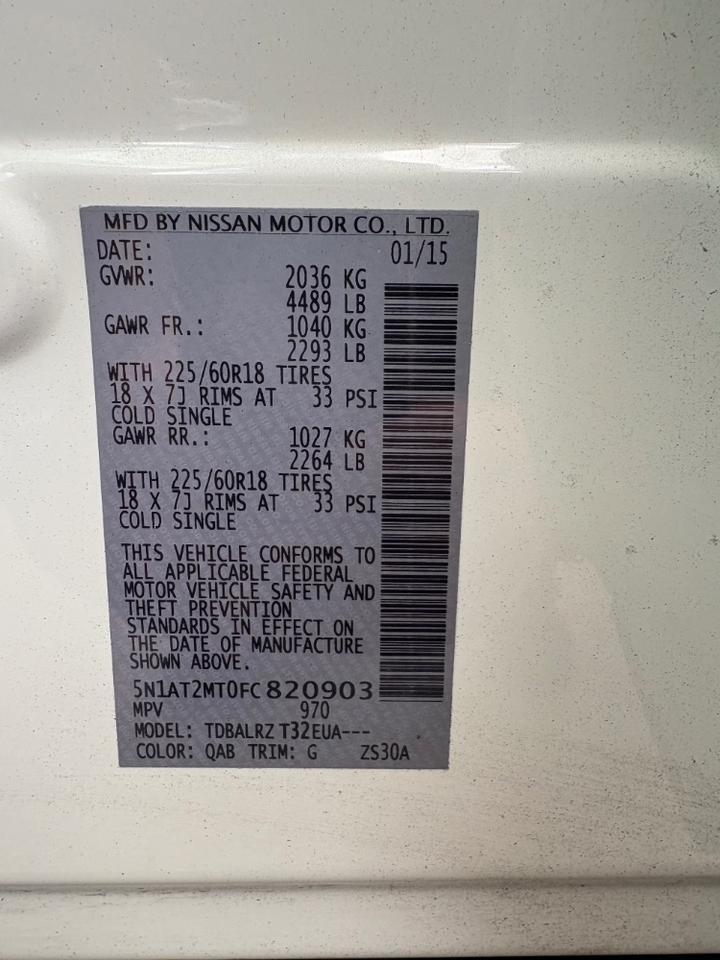 MFD BY NISSAN MOTOR CO., LTD.
DATE: 01/15
GVWR: 2036 KG
4489 LB
GAWR FR.: 1040 KG
2293 LB
WITH 225/60R18 TIRES
18 X 7J RIMS AT 33 PSI
COLD SINGLE
GAWR RR.: 1027 KG
2264 LB
WITH 225/60R18 TIRES
18 X 7J RIMS AT 33 PSI
COLD SINGLE
THIS VEHICLE CONFORMS TO
ALL APPLICABLE FEDERAL
MOTOR VEHICLE SAFETY AND
THEFT PREVENTION
STANDARDS IN EFFECT ON
THE DATE OF MANUFACTURE
SHOWN ABOVE.
5N1AT2MT0FC820903
MPV 970
MODEL: TDBALRZ T32EUA---
COLOR: QAB TRIM: G ZS30A